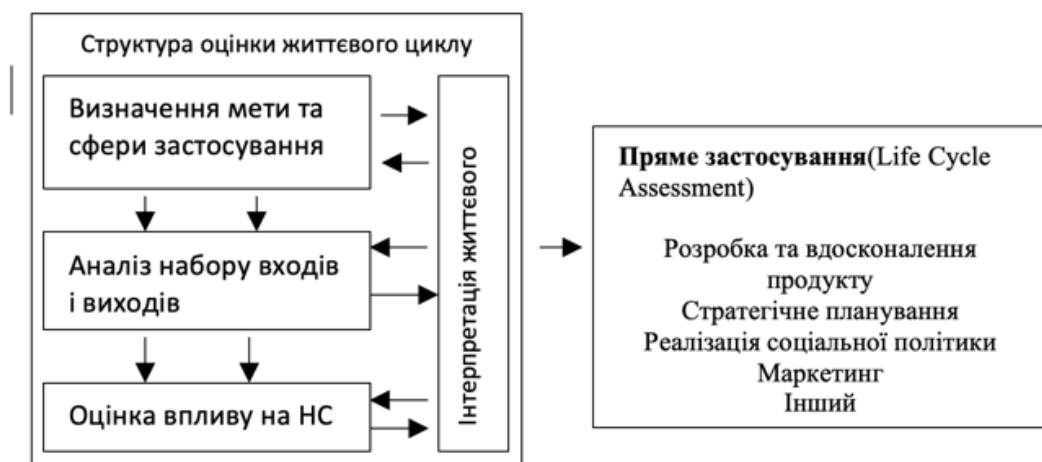 Структура оцінки життєвого циклу
Визначення мети та
сфери застосування
Аналіз набору входів
і виходів
Оцінка впливу на НС
Інтерпретація життєвого
Пряме застосування(Life Cycle
Assessment)
Розробка та вдосконалення
продукту
Стратегічне планування
Реалізація соціальної політики
Маркетинг
Інший